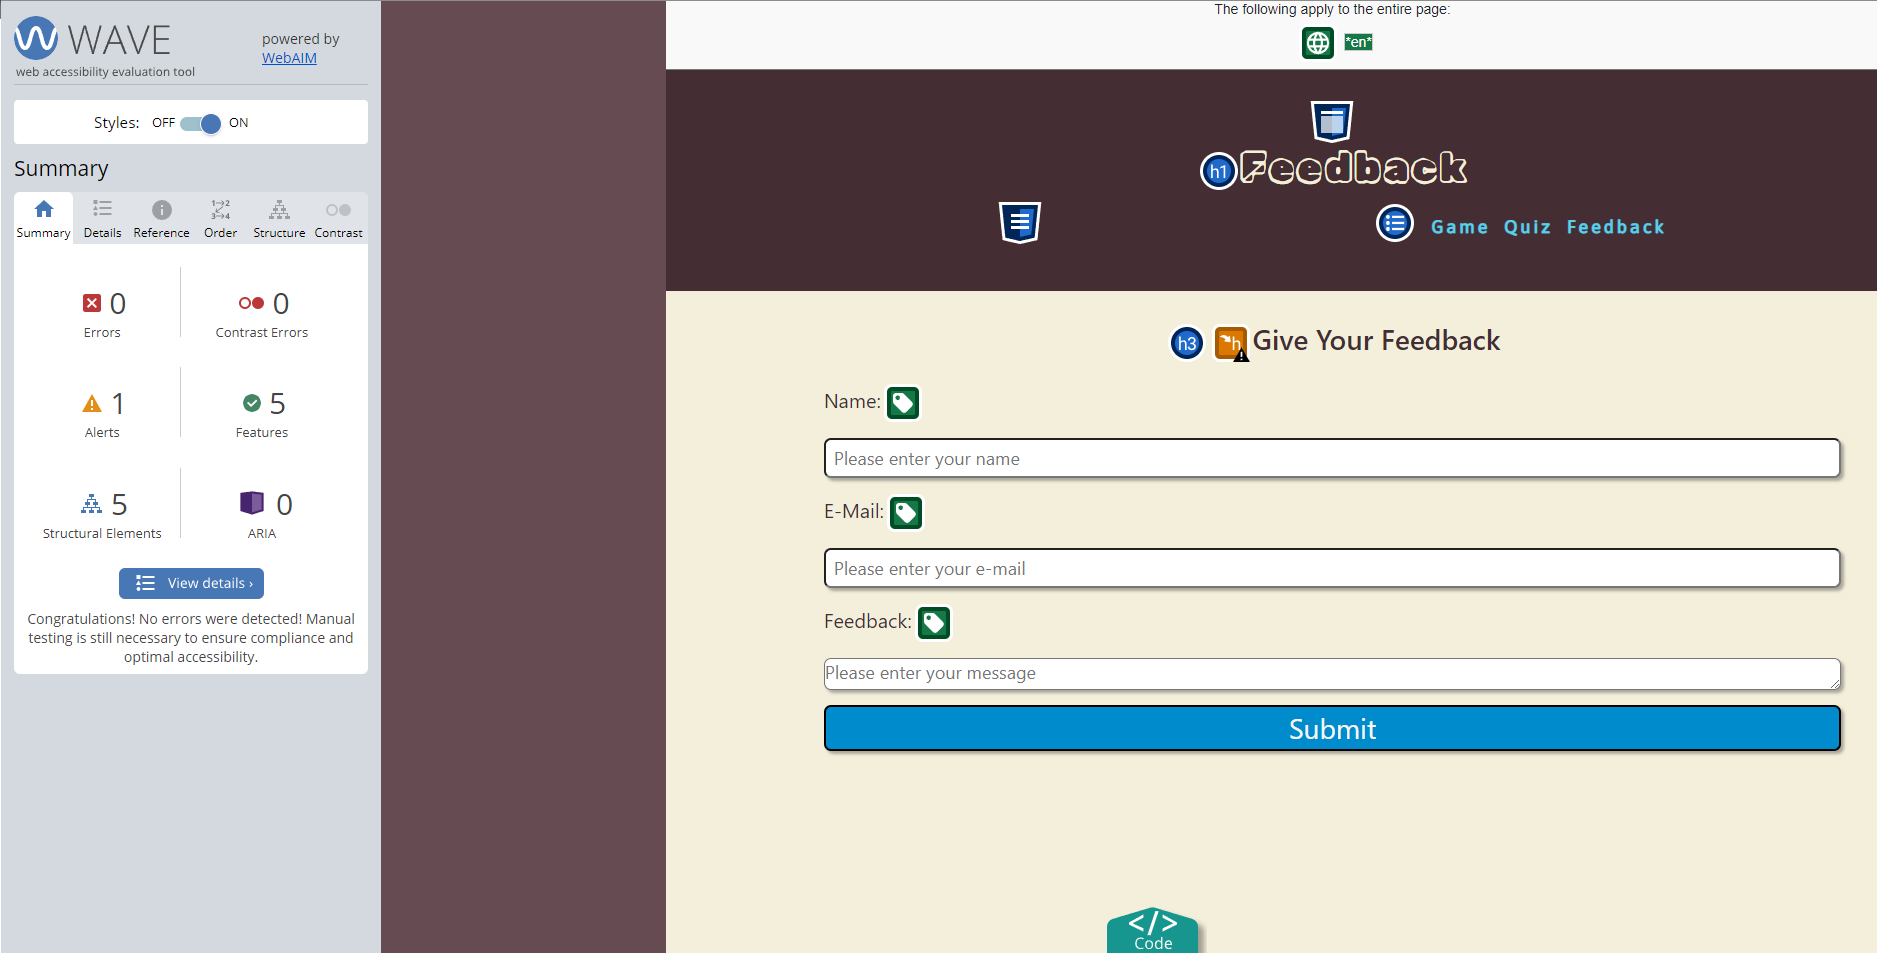 WAVE
web accessibility evaluation tool
powered by
WebAIM
Styles: OFF ON
Summary
Summary Details Reference Order Structure Contrast
0
Errors
0
Contrast Errors
1
Alerts
5
Features
5
Structural Elements
0
ARIA
View details ›
Congratulations! No errors were detected! Manual
testing is still necessary to ensure compliance and
optimal accessibility.
The following apply to the entire page:
*en*
h1 Feedback
Game Quiz Feedback
h3 h Give Your Feedback
Name:
Please enter your name
E-Mail:
Please enter your e-mail
Feedback:
Please enter your message
Submit
</>
Code